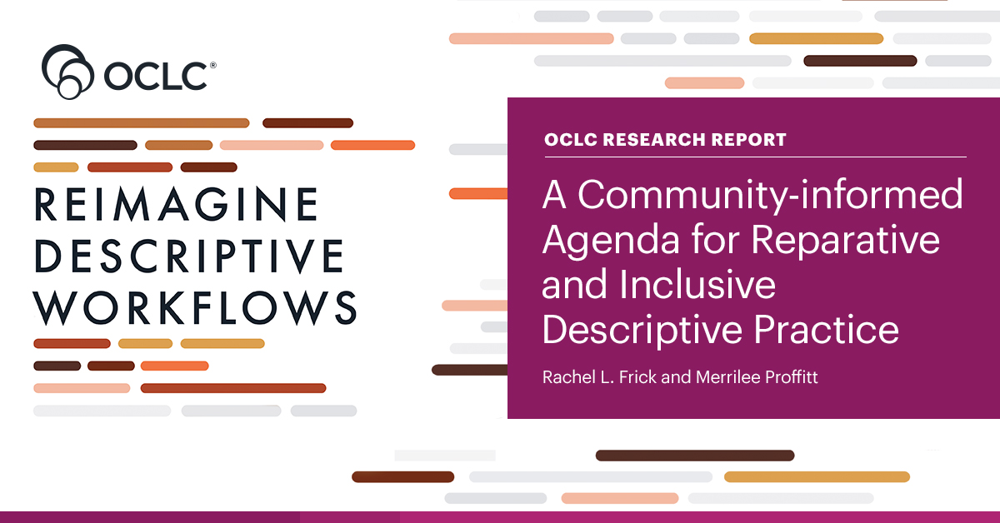 OCLC®
REIMAGINE
DESCRIPTIVE
WORKFLOWS
OCLC RESEARCH REPORT
A Community-informed
Agenda for Reparative
and Inclusive
Descriptive Practice
Rachel L. Frick and Merrilee Proffitt